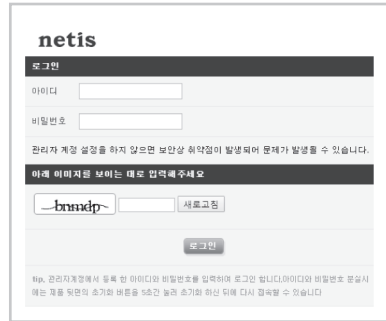 netis
로그인
아이디
비밀번호
관리자 계정 설정을 하지 않으면 보안상 취약점이 발생되어 문제가 발생될 수 있습니다.
아래 이미지를 보이는 대로 입력해주세요
bnmdp
새로고침
로그인
tip, 관리자계정에서 등록 한 아이디와 비밀번호를 입력하여 로그인 됩니다.아이디와 비밀번호 분실시
에는 제품 뒷면의 초기화 버튼을 5초간 눌러 초기화 하신 뒤에 다시 접속할 수 있습니다